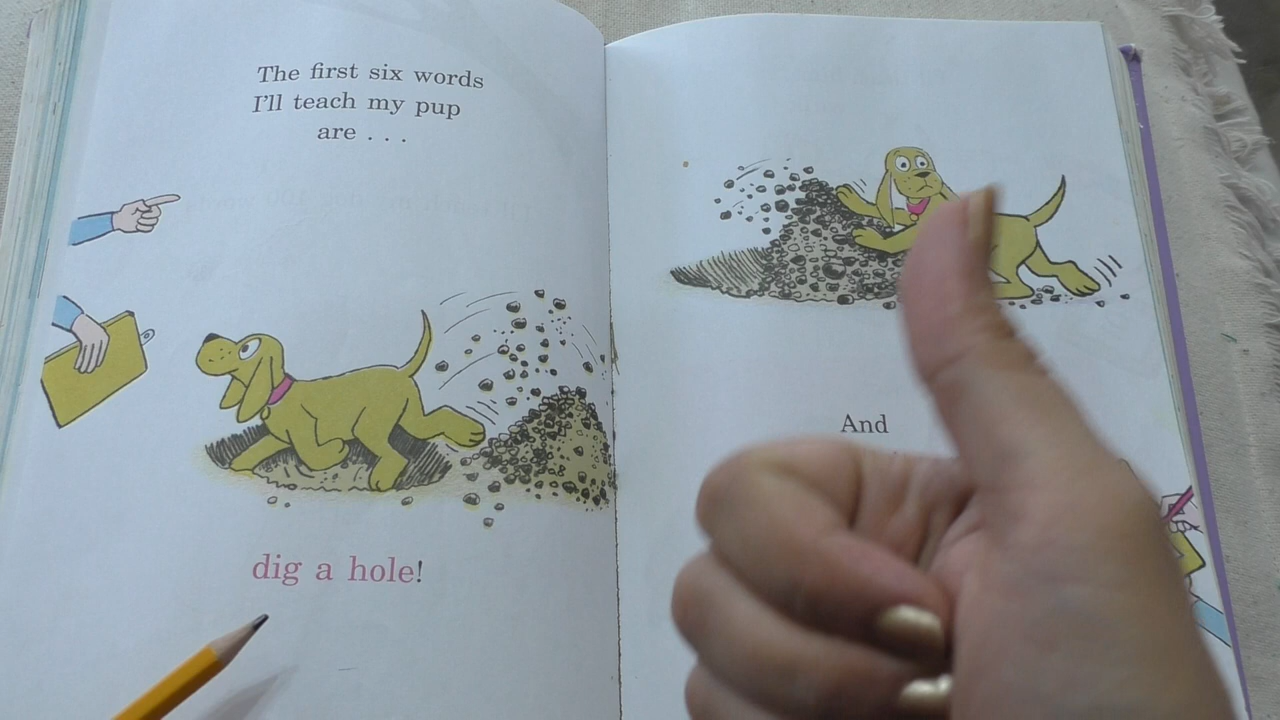 The first six words
I'll teach my pup
are . . .
dig a hole!
And